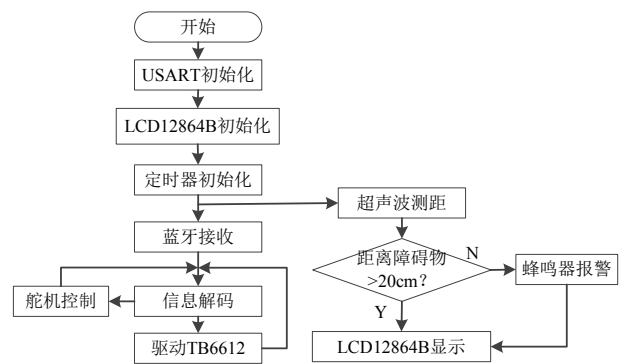 开始
USART初始化
LCD12864B初始化
定时器初始化
超声波测距
蓝牙接收
距离障碍物
>20cm?
N
蜂鸣器报警
舵机控制
信息解码
Y
驱动TB6612
LCD12864B显示